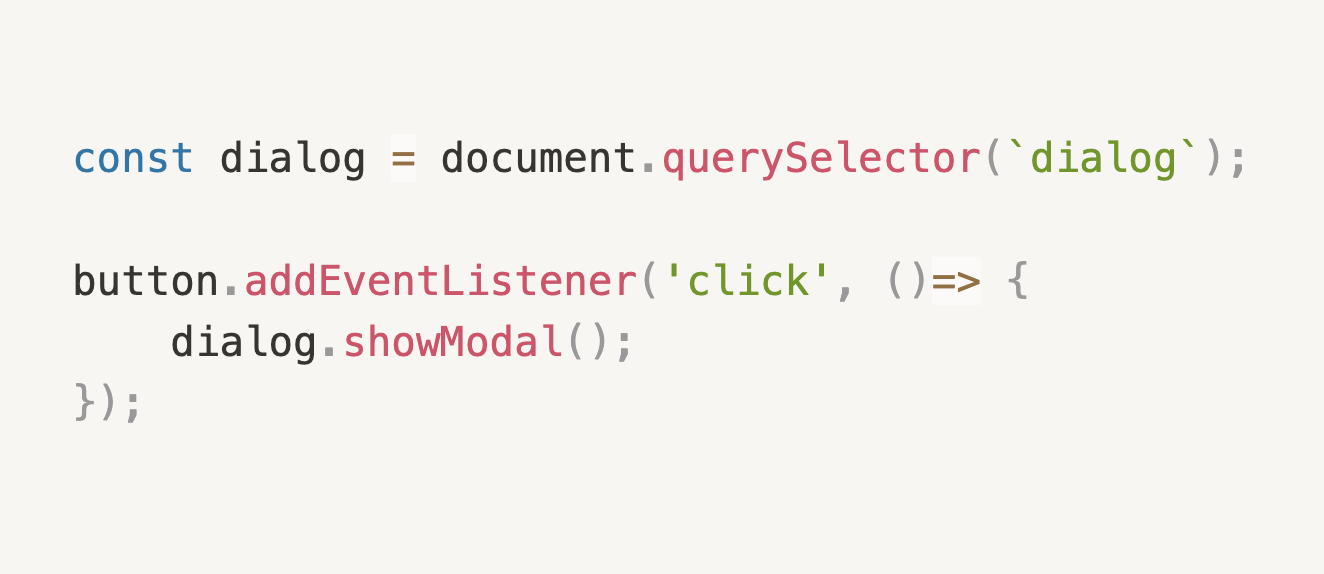 const dialog = document.querySelector(`dialog`);

button.addEventListener('click', ()=> {
    dialog.showModal();
});